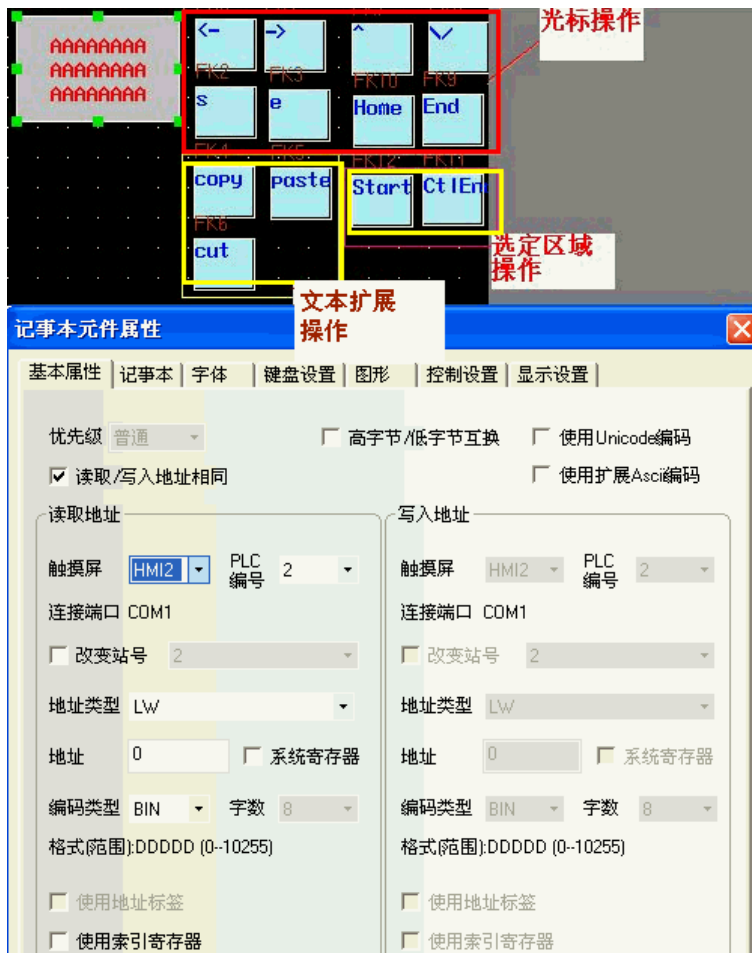 光标操作
AAAAAAAA
AAAAAAAA
AAAAAAAA
<- -> ^ \/
FK2 FK3 FK10 FK9
s e Home End
FK4 FK5 FK12 FK11
copy paste Start CtlEn
FK6
cut
选定区域
操作
文本扩展
操作
记事本元件属性
基本属性 记事本 字体 键盘设置 图形 控制设置 显示设置
优先级 普通 高字节/低字节互换 使用Unicode编码
读取/写入地址相同 使用扩展Ascii编码
读取地址 写入地址
触摸屏 HMI2 PLC编号 2 触摸屏 HMI2 PLC编号 2
连接端口 COM1 连接端口 COM1
改变站号 2 改变站号 2
地址类型 LW 地址类型 LW
地址 0 系统寄存器 地址 0 系统寄存器
编码类型 BIN 字数 8 编码类型 BIN 字数 8
格式(范围):DDDDD (0--10255) 格式(范围):DDDDD (0--10255)
使用地址标签 使用地址标签
使用索引寄存器 使用索引寄存器